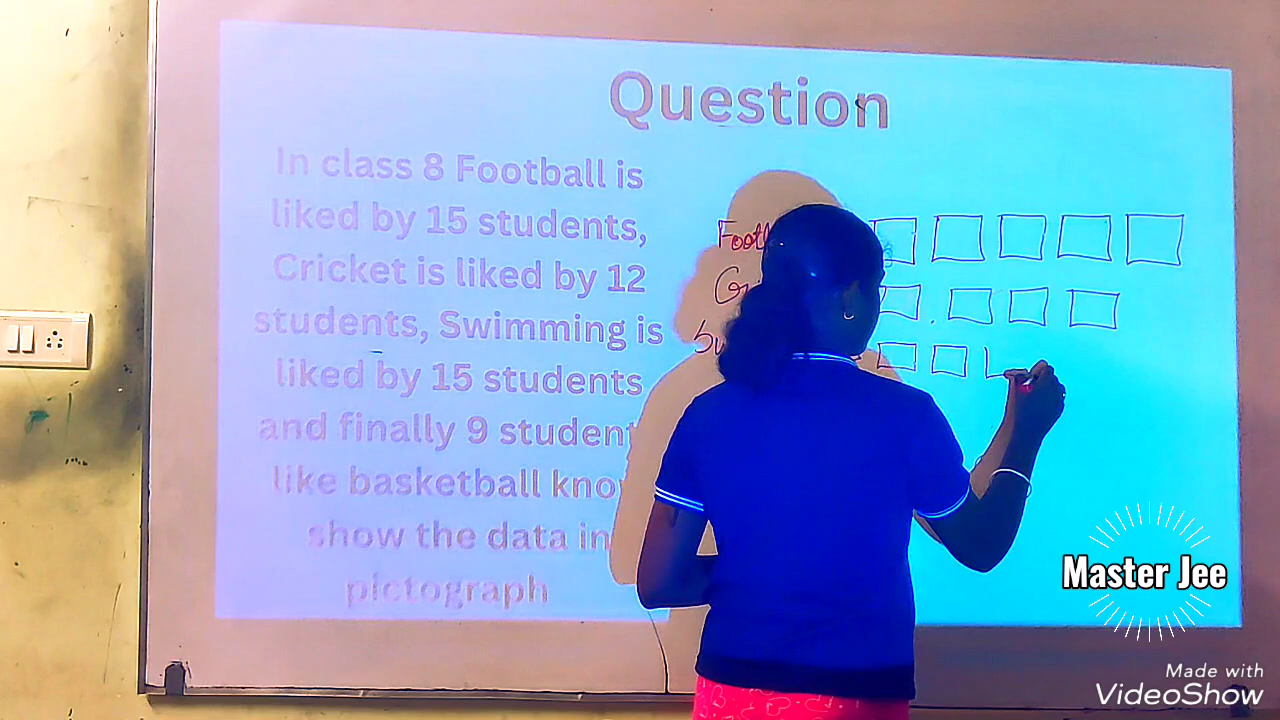 Question
In class 8 Football is
liked by 15 students,
Cricket is liked by 12
students, Swimming is
liked by 15 students
and finally 9 student
like basketball kno
show the data in
pictograph
Foot
Master Jee
Made with
VideoShow